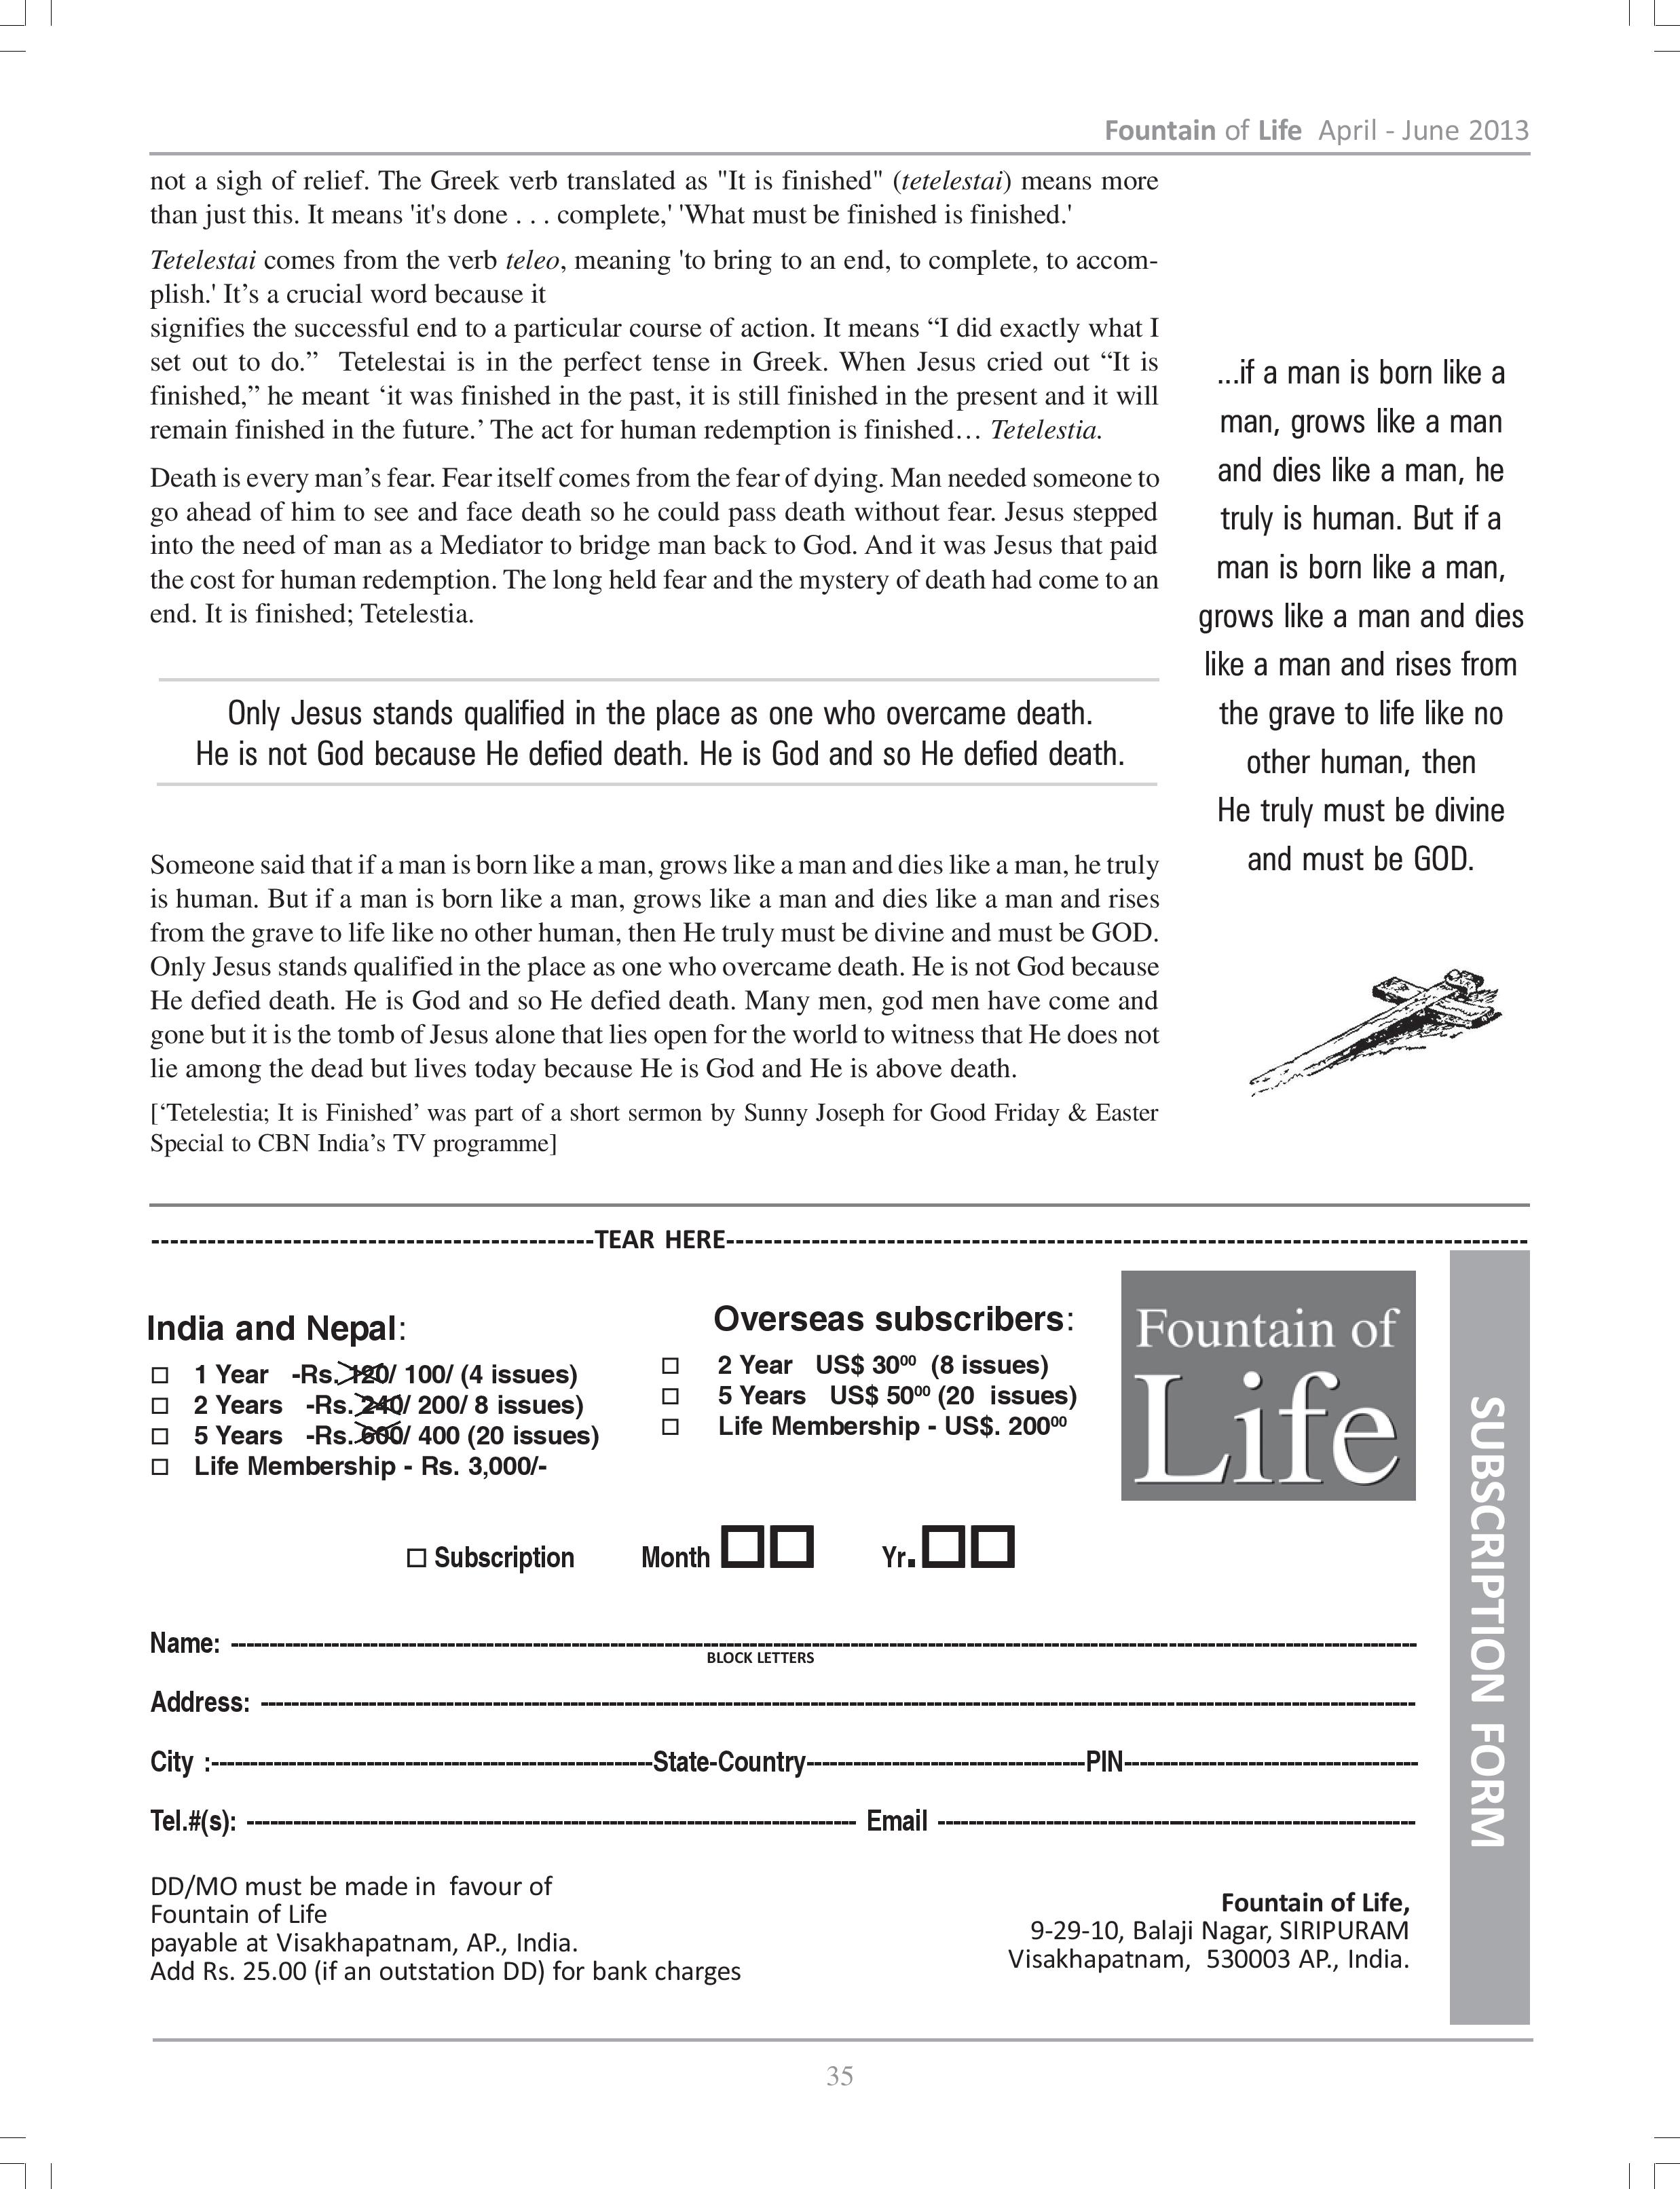 Fountain of Life April - June 2013
not a sigh of relief. The Greek verb translated as "It is finished" (tetelestai) means more
than just this. It means 'it's done . . . complete,' 'What must be finished is finished.'
Tetelestai comes from the verb teleo, meaning 'to bring to an end, to complete, to accom-
plish.' It’s a crucial word because it
signifies the successful end to a particular course of action. It means “I did exactly what I
set out to do.” Tetelestai is in the perfect tense in Greek. When Jesus cried out “It is
finished,” he meant ‘it was finished in the past, it is still finished in the present and it will
remain finished in the future.’ The act for human redemption is finished… Tetelestia.
Death is every man’s fear. Fear itself comes from the fear of dying. Man needed someone to
go ahead of him to see and face death so he could pass death without fear. Jesus stepped
into the need of man as a Mediator to bridge man back to God. And it was Jesus that paid
the cost for human redemption. The long held fear and the mystery of death had come to an
end. It is finished; Tetelestia.
Only Jesus stands qualified in the place as one who overcame death.
He is not God because He defied death. He is God and so He defied death.
Someone said that if a man is born like a man, grows like a man and dies like a man, he truly
is human. But if a man is born like a man, grows like a man and dies like a man and rises
from the grave to life like no other human, then He truly must be divine and must be GOD.
Only Jesus stands qualified in the place as one who overcame death. He is not God because
He defied death. He is God and so He defied death. Many men, god men have come and
gone but it is the tomb of Jesus alone that lies open for the world to witness that He does not
lie among the dead but lives today because He is God and He is above death.
[‘Tetelestia; It is Finished’ was part of a short sermon by Sunny Joseph for Good Friday & Easter
Special to CBN India’s TV programme]
...if a man is born like a
man, grows like a man
and dies like a man, he
truly is human. But if a
man is born like a man,
grows like a man and dies
like a man and rises from
the grave to life like no
other human, then
He truly must be divine
and must be GOD.
TEAR HERE
India and Nepal:
1 Year -Rs. 120/ 100/ (4 issues)
2 Years -Rs. 240/ 200/ 8 issues)
5 Years -Rs. 600/ 400 (20 issues)
Life Membership - Rs. 3,000/-
Overseas subscribers:
2 Year US$ 30⁰⁰ (8 issues)
5 Years US$ 50⁰⁰ (20 issues)
Life Membership - US$. 200⁰⁰
Fountain of
Life
SUBSCRIPTION FORM
Subscription Month Yr.
Name:
BLOCK LETTERS
Address:
City : State-Country PIN
Tel.#(s): Email
DD/MO must be made in favour of
Fountain of Life
payable at Visakhapatnam, AP., India.
Add Rs. 25.00 (if an outstation DD) for bank charges
Fountain of Life,
9-29-10, Balaji Nagar, SIRIPURAM
Visakhapatnam, 530003 AP., India.
35